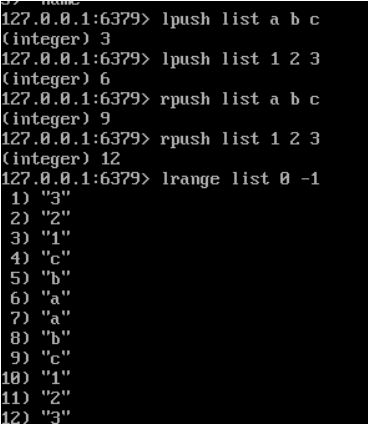 127.0.0.1:6379> lpush list a b c
(integer) 3
127.0.0.1:6379> lpush list 1 2 3
(integer) 6
127.0.0.1:6379> rpush list a b c
(integer) 9
127.0.0.1:6379> rpush list 1 2 3
(integer) 12
127.0.0.1:6379> lrange list 0 -1
 1) "3"
 2) "2"
 3) "1"
 4) "c"
 5) "b"
 6) "a"
 7) "a"
 8) "b"
 9) "c"
10) "1"
11) "2"
12) "3"